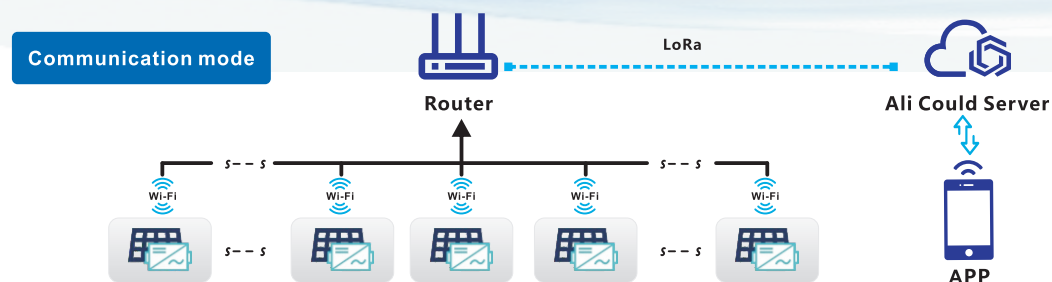 Communication mode
LoRa
Router
Ali Could Server
s-- s
s-- s
Wi-Fi
Wi-Fi
Wi-Fi
Wi-Fi
Wi-Fi
s-- s
s-- s
APP